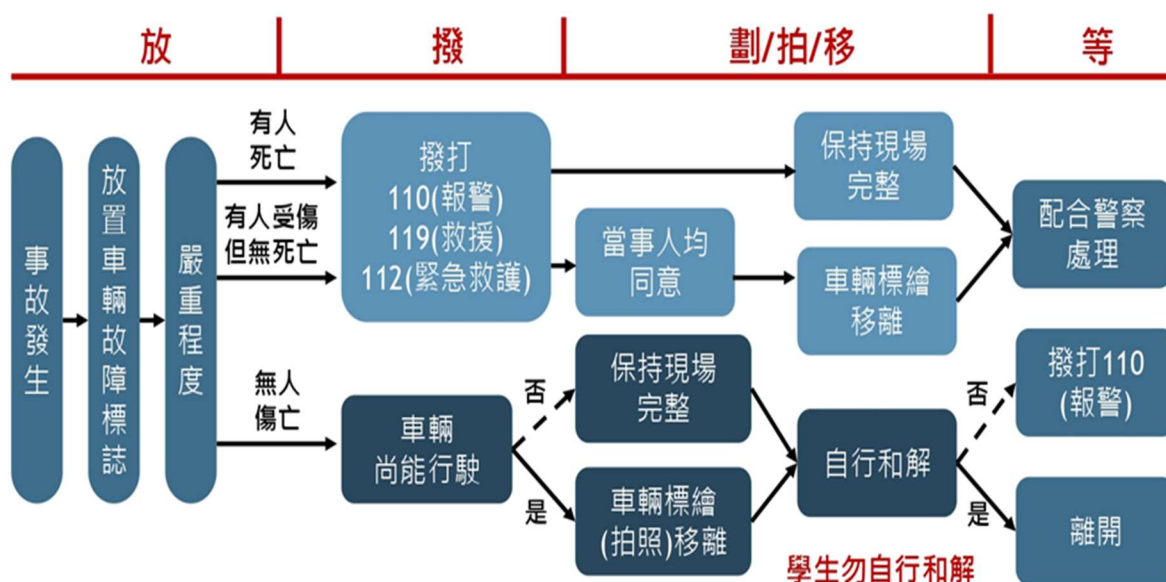 放
撥
劃/拍/移
等
事故發生
放置車輛故障標誌
嚴重程度
有人
死亡
有人受傷
但無死亡
無人
傷亡
撥打
110(報警)
119(救援)
112(緊急救護)
當事人均
同意
保持現場
完整
車輛標繪
移離
配合警察
處理
車輛
尚能行駛
否
是
保持現場
完整
車輛標繪
(拍照)移離
自行和解
否
是
撥打110
(報警)
離開
學生勿自行和解